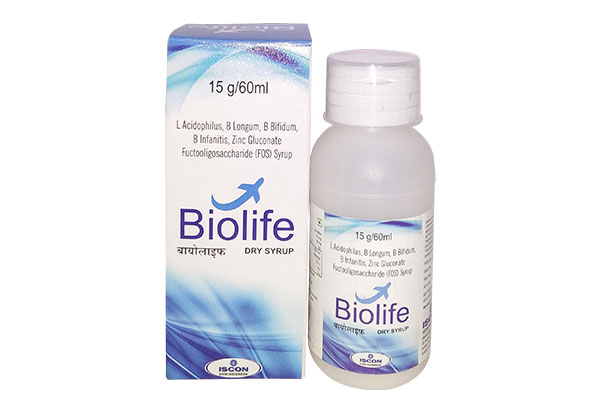 15 g/60ml
L Acidophilus, B Longum, B Bifidum,
B Infanitis, Zinc Gluconate
Fuctooligosaccharide (FOS) Syrup
Biolife
बायोलाइफ DRY SYRUP
ISCON
15 g/60ml
L Acidophilus, B Longum, B Bifidum,
B Infanitis, Zinc Gluconate
Fuctooligosaccharide (FOS) Syrup
Biolife
बायोलाइफ DRY SYRUP
ISCON